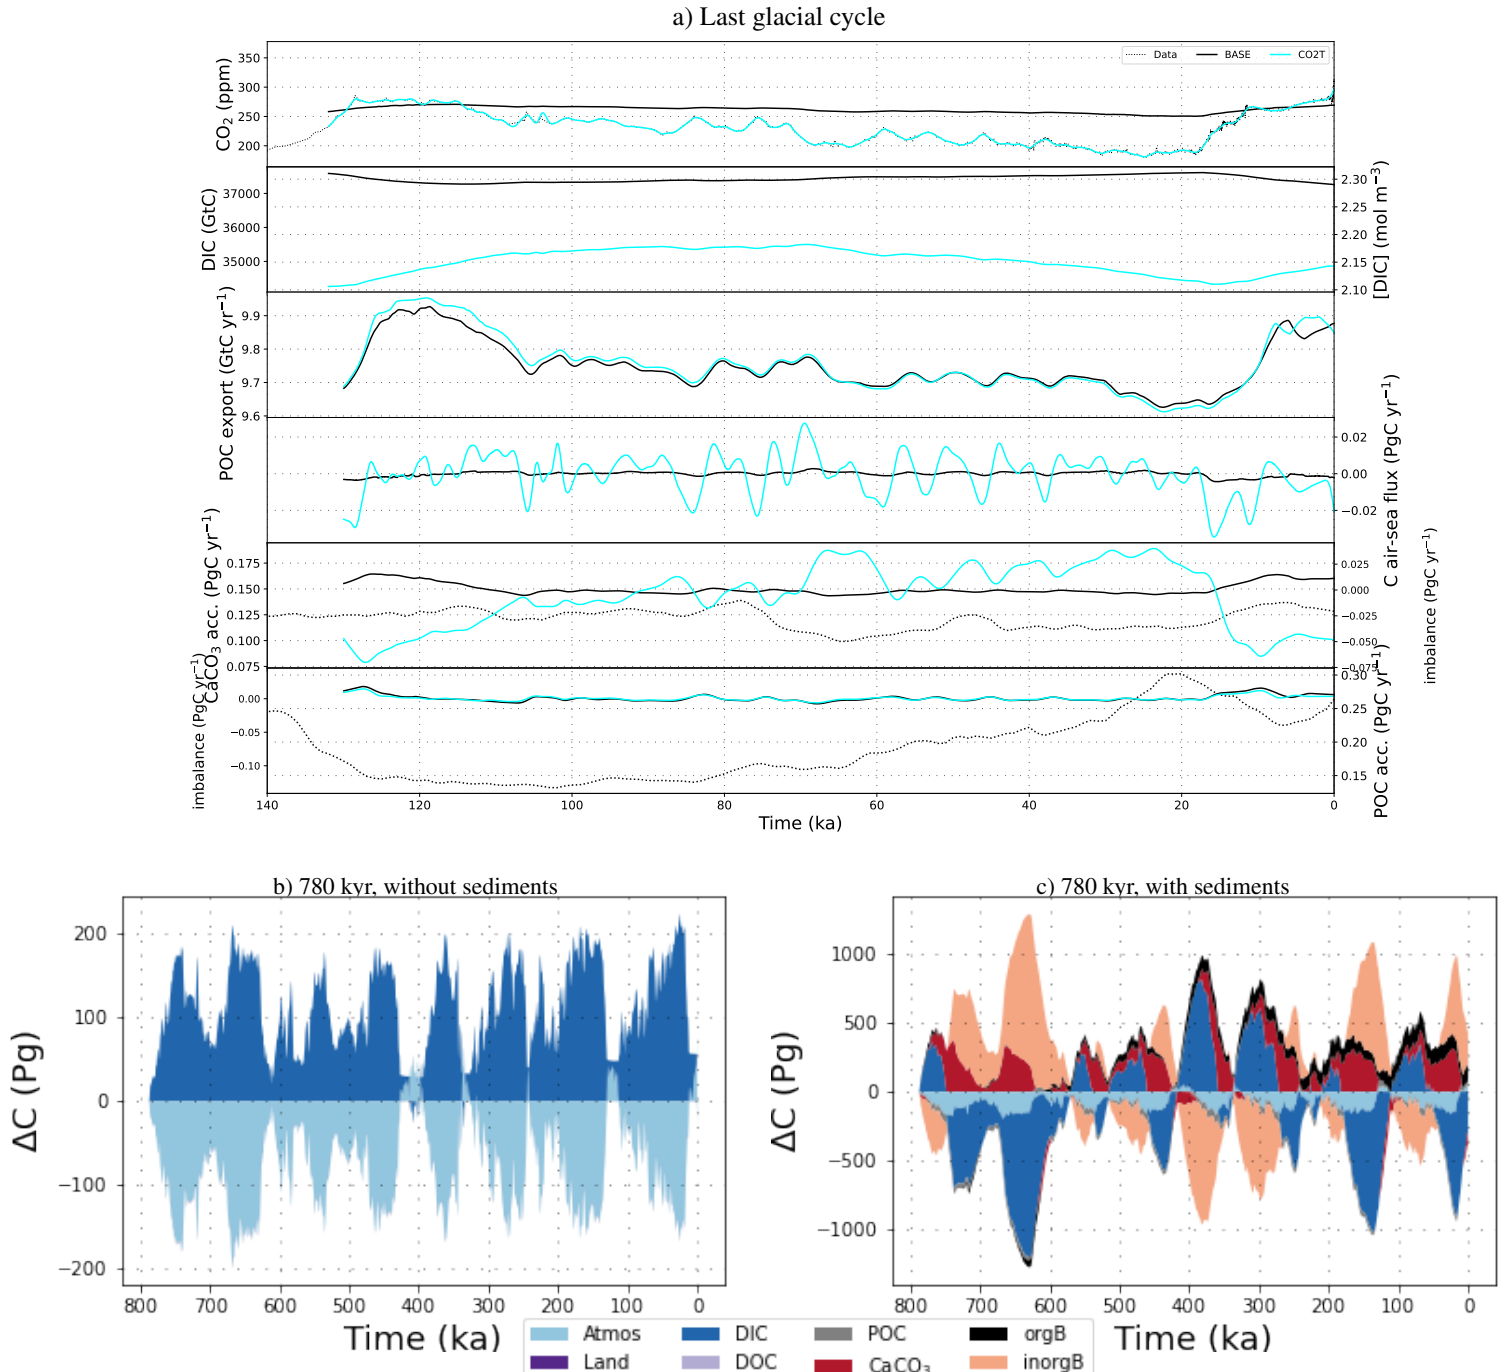 a) Last glacial cycle
Data BASE CO2T
CO₂ (ppm)
350
300
250
200
DIC (GtC)
37000
36000
35000
[DIC] (mol m⁻³)
2.30
2.25
2.20
2.15
2.10
POC export (GtC yr⁻¹)
9.9
9.8
9.7
9.6
C air-sea flux (PgC yr⁻¹)
0.02
0.00
−0.02
CaCO₃ acc. (PgC yr⁻¹)
0.175
0.150
0.125
0.100
0.075
imbalance (PgC yr⁻¹)
0.025
0.000
−0.025
−0.050
−0.075
imbalance (PgC yr⁻¹)
0.00
−0.05
−0.10
POC acc. (PgC yr⁻¹)
0.30
0.25
0.20
0.15
140 120 100 80 60 40 20 0
Time (ka)
b) 780 kyr, without sediments
ΔC (Pg)
200
100
0
−100
−200
800 700 600 500 400 300 200 100 0
Time (ka)
c) 780 kyr, with sediments
ΔC (Pg)
1000
500
0
−500
−1000
800 700 600 500 400 300 200 100 0
Time (ka)
Atmos DIC POC orgB
Land DOC CaCO₃ inorgB